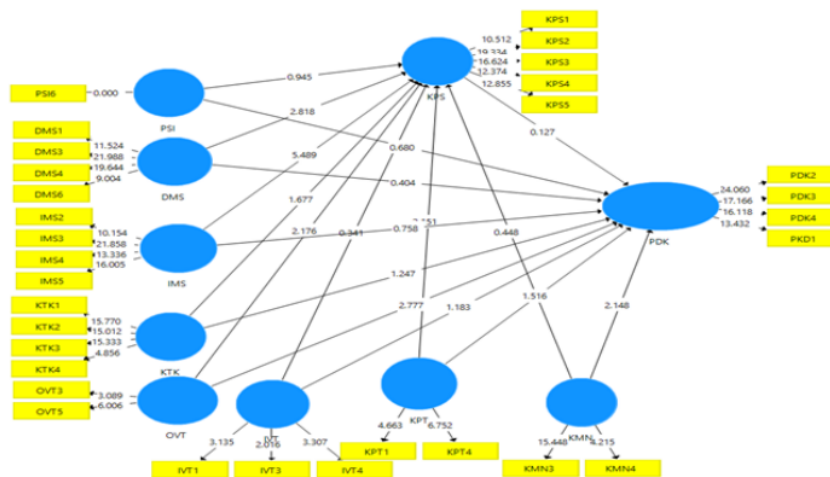 KPS1
10.512
KPS2
19.334
KPS3
16.624
KPS4
12.374
KPS5
12.855
KPS
PSI6
0.000
PSI
0.945
DMS1
11.524
DMS3
21.988
DMS4
19.644
DMS6
9.004
DMS
2.818
0.127
0.680
5.489
0.404
PDK2
24.060
PDK3
17.166
PDK4
16.118
PKD1
13.432
PDK
IMS2
10.154
IMS3
21.858
IMS4
13.336
IMS5
16.005
IMS
1.677
2.176
0.341
0.758
0.448
KTK1
15.770
KTK2
15.012
KTK3
15.333
KTK4
4.856
KTK
1.247
2.777
1.183
1.516
2.148
OVT3
3.089
OVT5
6.006
OVT
IVT
3.135
2.016
3.307
IVT1
IVT3
IVT4
KPT
4.663
6.752
KPT1
KPT4
KMN
15.448
4.215
KMN3
KMN4